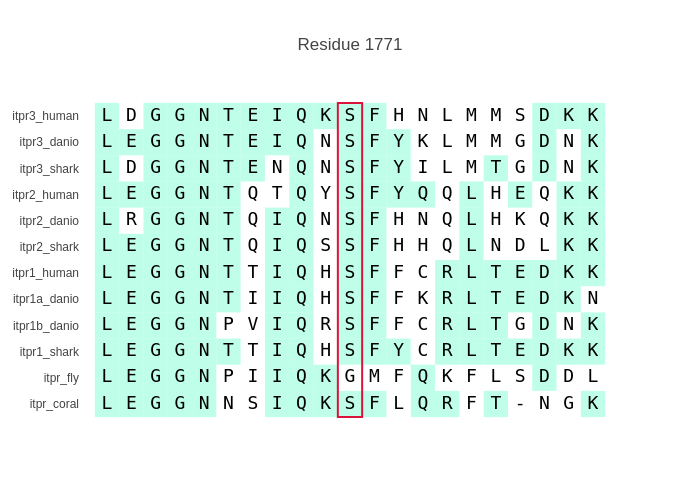 Residue 1771
itpr3_human L D G G N T E I Q K S F H N L M M S D K K
itpr3_danio L E G G N T E I Q N S F Y K L M M G D N K
itpr3_shark L D G G N T E N Q N S F Y I L M T G D N K
itpr2_human L E G G N T Q T Q Y S F Y Q Q L H E Q K K
itpr2_danio L R G G N T Q I Q N S F H N Q L H K Q K K
itpr2_shark L E G G N T Q I Q S S F H H Q L N D L K K
itpr1_human L E G G N T T I Q H S F F C R L T E D K K
itpr1a_danio L E G G N T I I Q H S F F K R L T E D K N
itpr1b_danio L E G G N P V I Q R S F F C R L T G D N K
itpr1_shark L E G G N T T I Q H S F Y C R L T E D K K
itpr_fly L E G G N P I I Q K G M F Q K F L S D D L
itpr_coral L E G G N N S I Q K S F L Q R F T - N G K